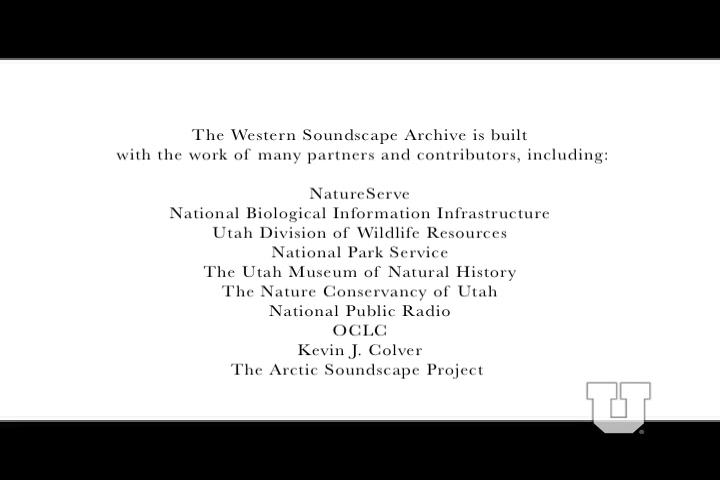 The Western Soundscape Archive is built
with the work of many partners and contributors, including:
NatureServe
National Biological Information Infrastructure
Utah Division of Wildlife Resources
National Park Service
The Utah Museum of Natural History
The Nature Conservancy of Utah
National Public Radio
OCLC
Kevin J. Colver
The Arctic Soundscape Project
U